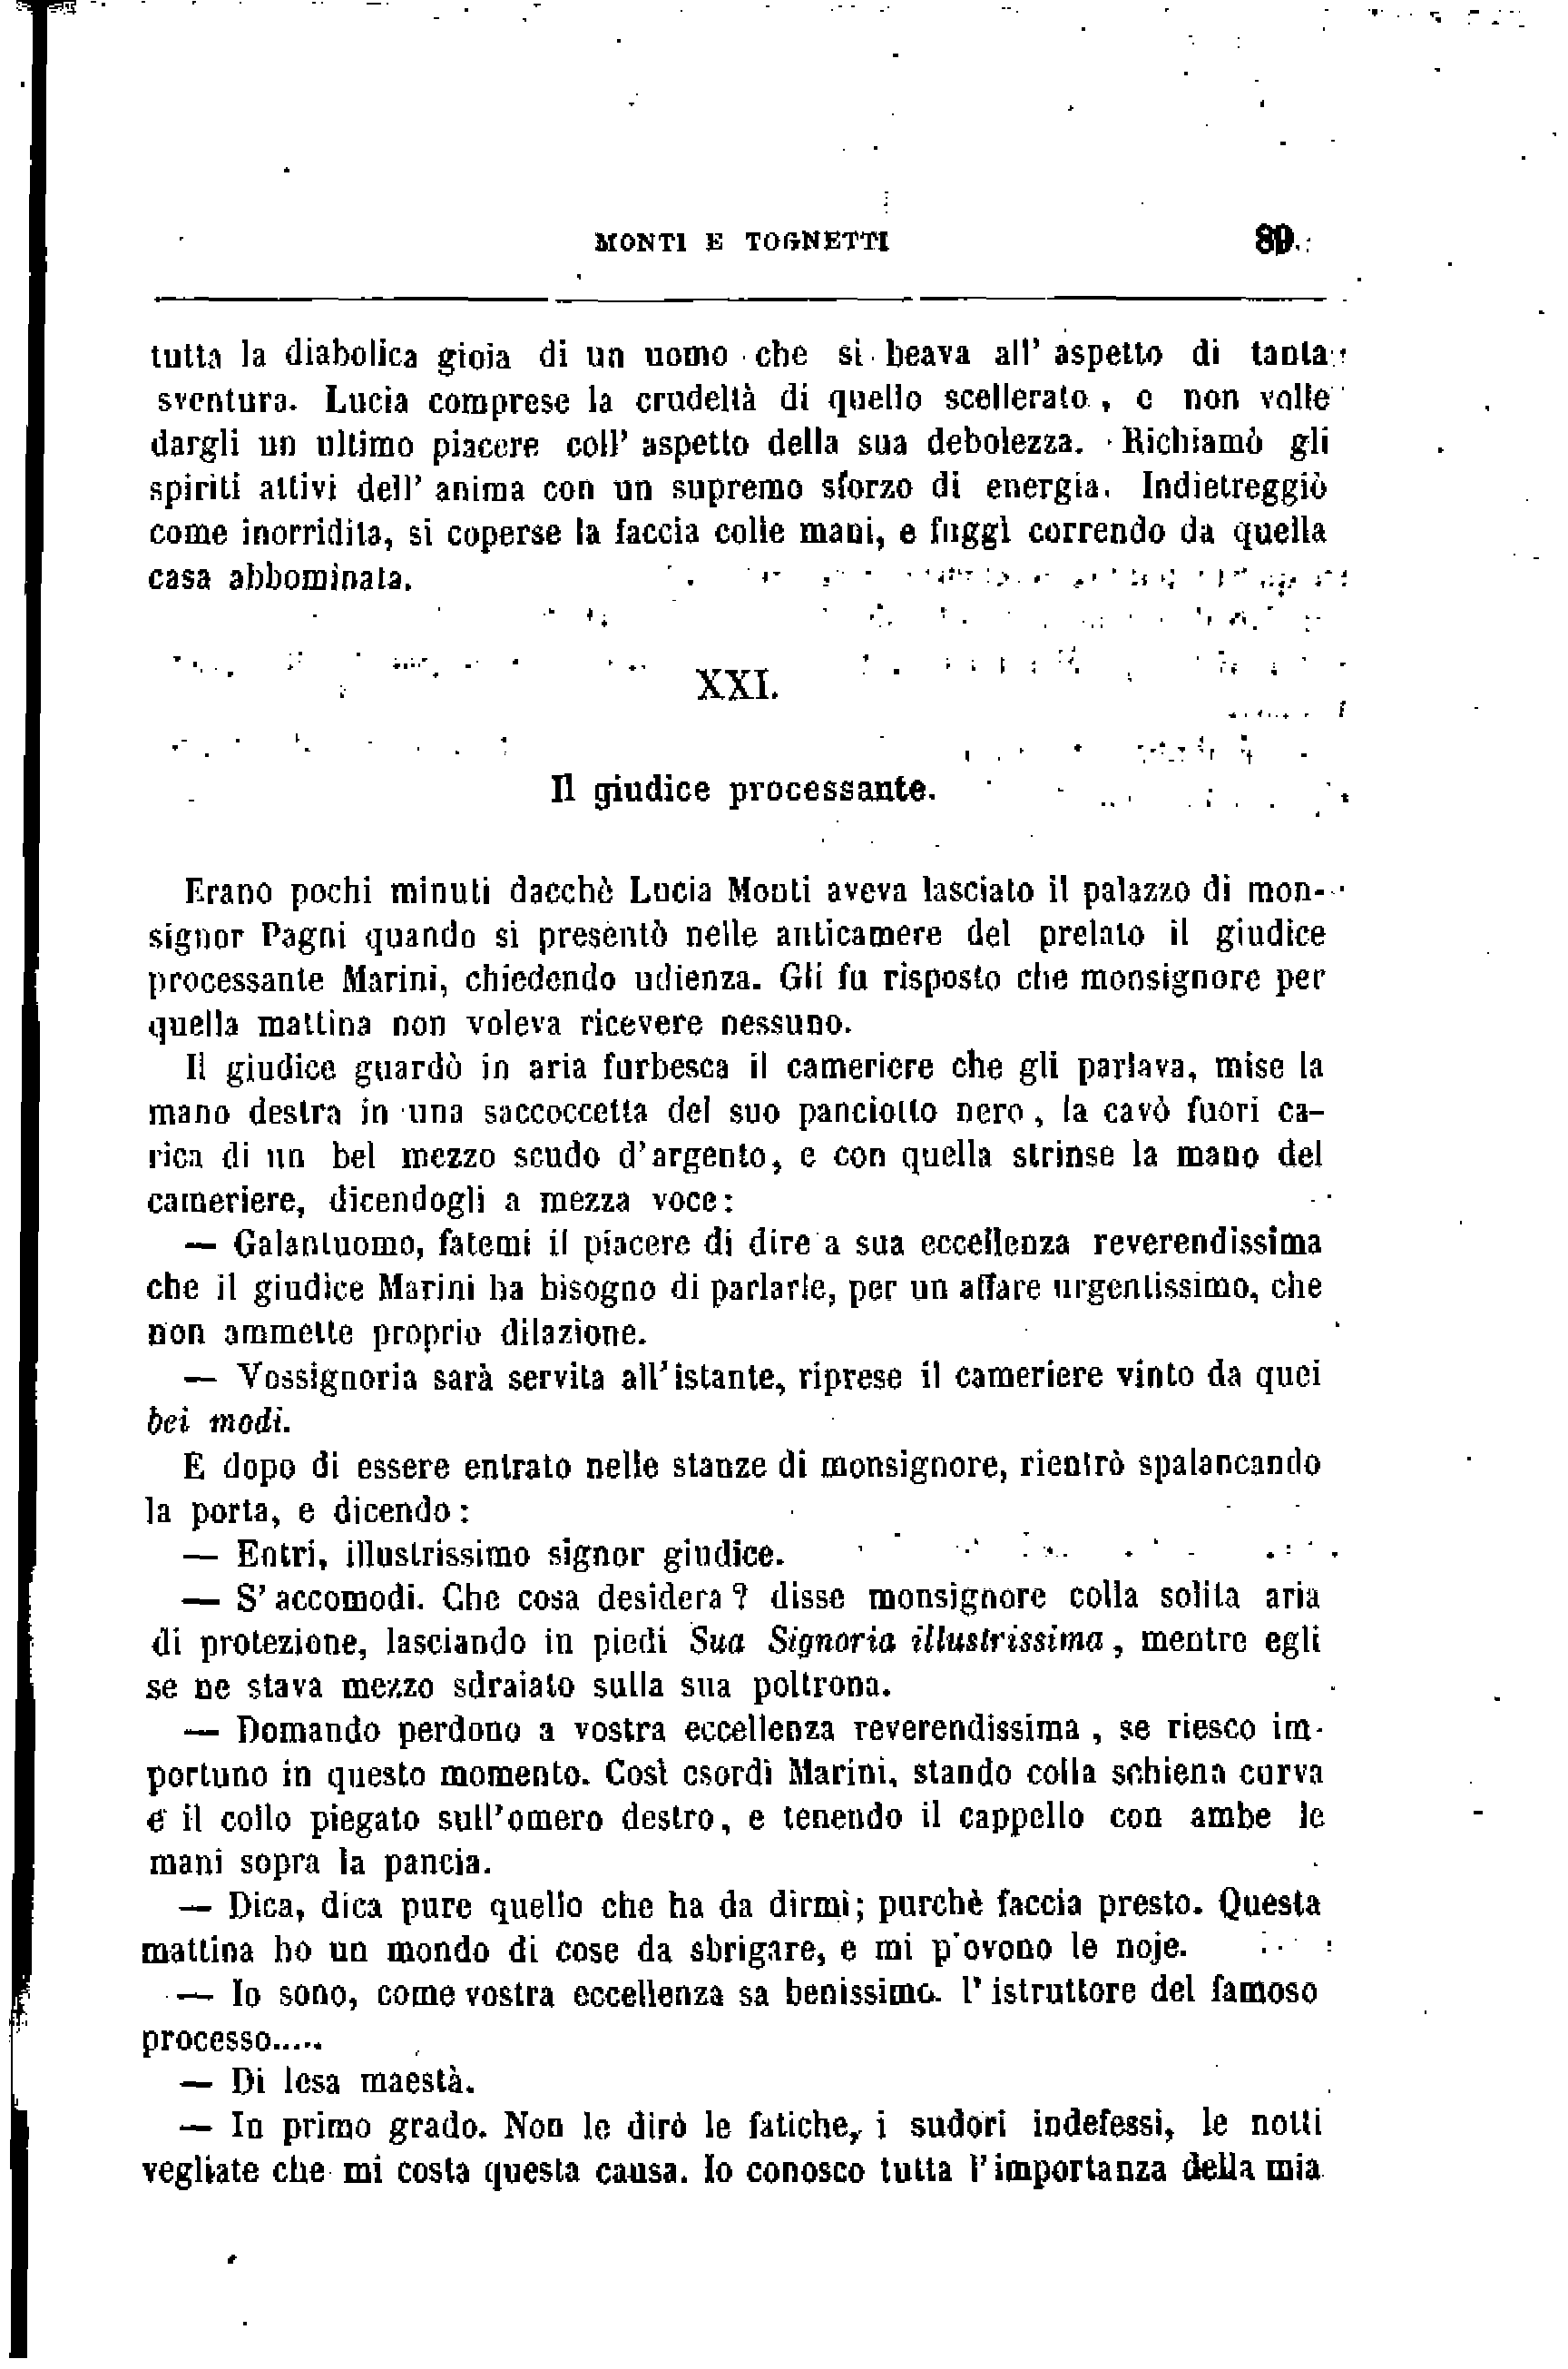 MONTI E TOGNETTI 89
tutta la diabolica gioia di un uomo che si beava all' aspetto di tanta
sventura. Lucia comprese la crudeltà di quello scellerato, e non volle
dargli un ultimo piacere coll' aspetto della sua debolezza. Richiamò gli
spiriti attivi dell' anima con un supremo sforzo di energia. Indietreggiò
come inorridita, si coperse la faccia colle mani, e fuggì correndo da quella
casa abbominata.
XXI.
Il giudice processante.
Erano pochi minuti dacchè Lucia Monti aveva lasciato il palazzo di mon-
signor Pagni quando si presentò nelle anticamere del prelato il giudice
processante Marini, chiedendo udienza. Gli fu risposto che monsignore per
quella mattina non voleva ricevere nessuno.
Il giudice guardò in aria furbesca il cameriere che gli parlava, mise la
mano destra in una saccoccetta del suo panciotto nero, la cavò fuori ca-
rica di un bel mezzo scudo d'argento, e con quella strinse la mano del
cameriere, dicendogli a mezza voce:
— Galantuomo, fatemi il piacere di dire a sua eccellenza reverendissima
che il giudice Marini ha bisogno di parlarle, per un affare urgentissimo, che
non ammette proprio dilazione.
— Vossignoria sarà servita all'istante, riprese il cameriere vinto da quei
bei modi.
E dopo di essere entrato nelle stanze di monsignore, rientrò spalancando
la porta, e dicendo:
— Entri, illustrissimo signor giudice.
— S'accomodi. Che cosa desidera? disse monsignore colla solita aria
di protezione, lasciando in piedi Sua Signoria illustrissima, mentre egli
se ne stava mezzo sdraiato sulla sua poltrona.
— Domando perdono a vostra eccellenza reverendissima, se riesco im-
portuno in questo momento. Così esordì Marini, stando colla schiena curva
e il collo piegato sull'omero destro, e tenendo il cappello con ambe le
mani sopra la pancia.
— Dica, dica pure quello che ha da dirmi; purchè faccia presto. Questa
mattina ho un mondo di cose da sbrigare, e mi p'ovono le noje.
— Io sono, come vostra eccellenza sa benissimo. l'istruttore del famoso
processo.....
— Di lesa maestà.
— In primo grado. Non le dirò le fatiche, i sudori indefessi, le notti
vegliate che mi costa questa causa. Io conosco tutta l'importanza della mia